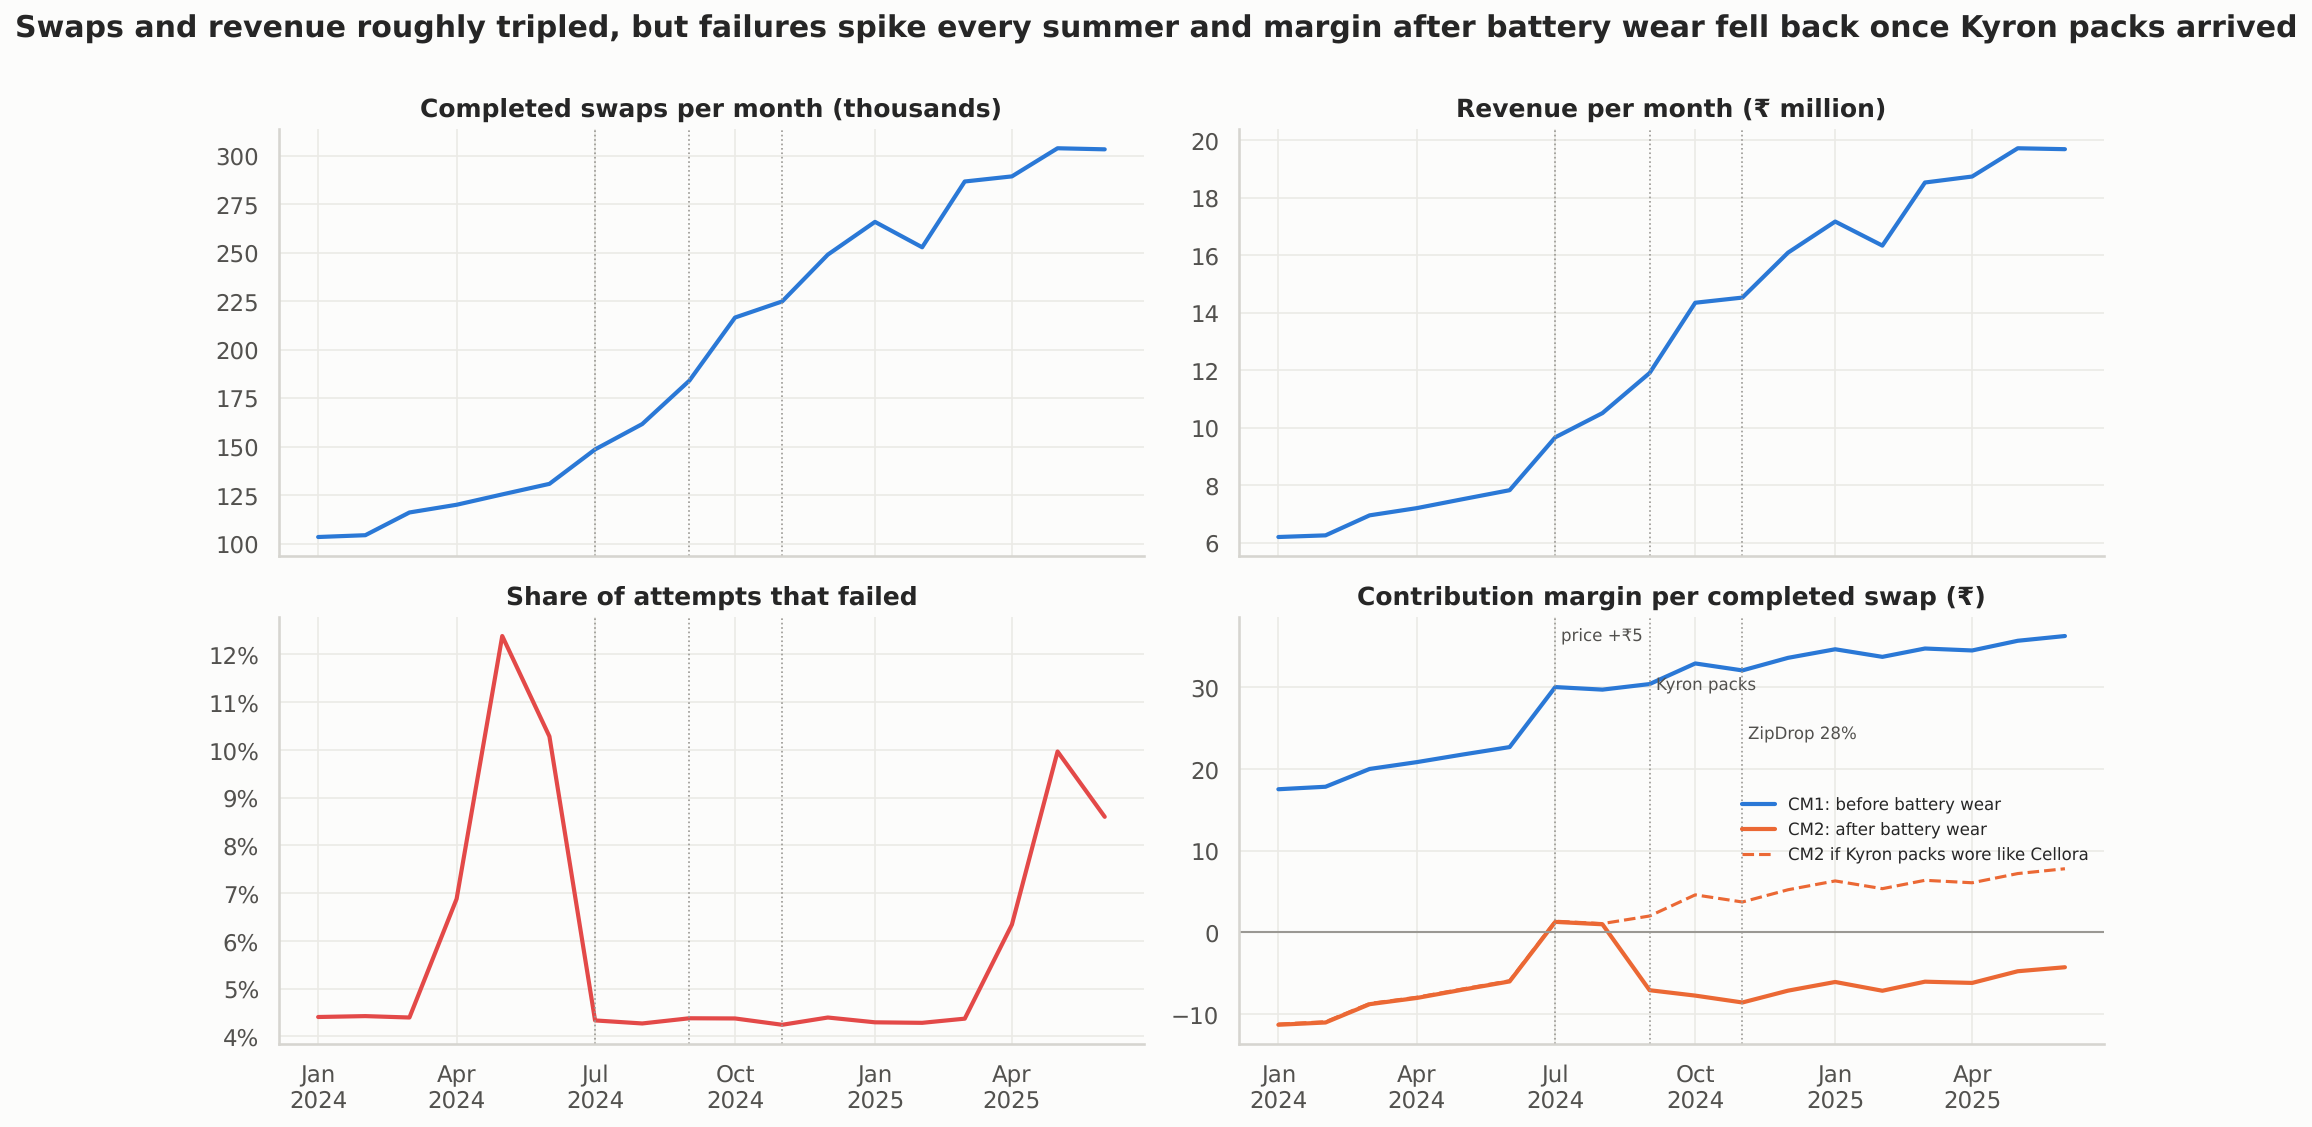 Swaps and revenue roughly tripled, but failures spike every summer and margin after battery wear fell back once Kyron packs arrived
Completed swaps per month (thousands)
300
275
250
225
200
175
150
125
100
Revenue per month (₹ million)
20
18
16
14
12
10
8
6
Share of attempts that failed
12%
11%
10%
9%
8%
7%
6%
5%
4%
Jan
2024
Apr
2024
Jul
2024
Oct
2024
Jan
2025
Apr
2025
Contribution margin per completed swap (₹)
price +₹5
Kyron packs
ZipDrop 28%
CM1: before battery wear
CM2: after battery wear
CM2 if Kyron packs wore like Cellora
30
20
10
0
−10
Jan
2024
Apr
2024
Jul
2024
Oct
2024
Jan
2025
Apr
2025